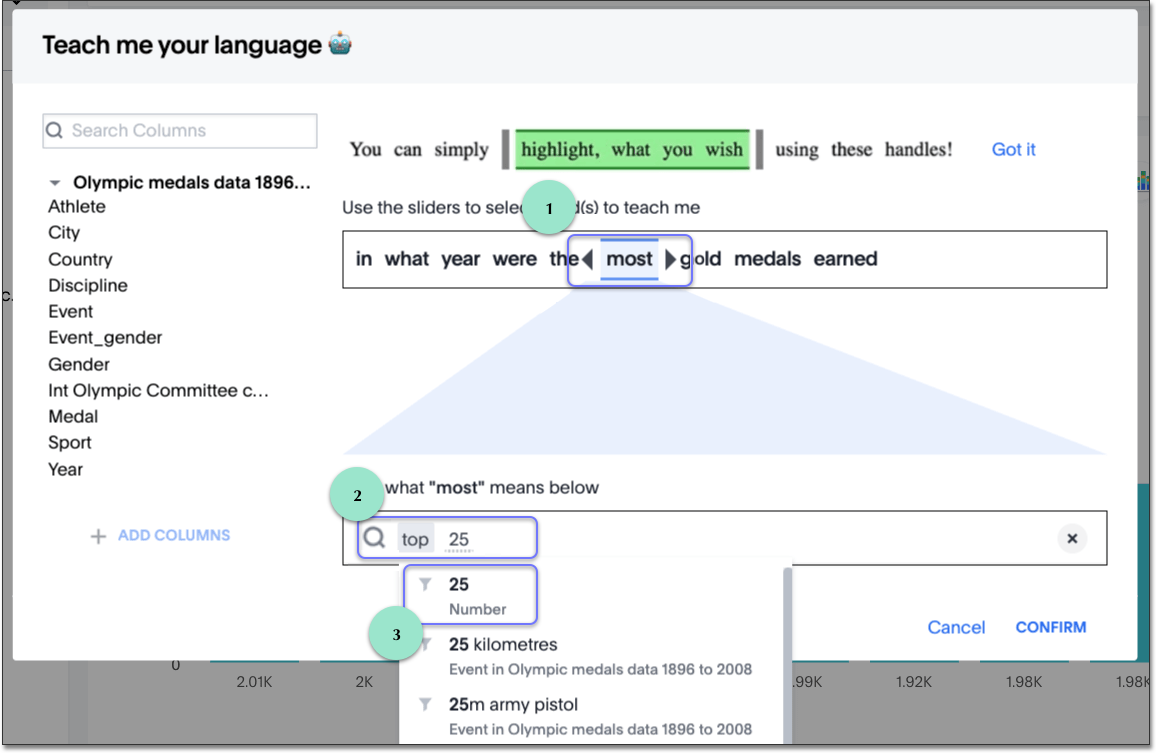 Teach me your language
Search Columns
Olympic medals data 1896...
Athlete
City
Country
Discipline
Event
Event_gender
Gender
Int Olympic Committee c...
Medal
Sport
Year
ADD COLUMNS
You can simply highlight, what you wish using these handles! Got it
Use the sliders to selec d(s) to teach me
1
in what year were the most gold medals earned
2
what "most" means below
top 25
25
Number
3
25 kilometres
Event in Olympic medals data 1896 to 2008
25m army pistol
Event in Olympic medals data 1896 to 2008
Cancel CONFIRM
c.
0
2.01K 2K .99K 1.92K 1.98K 1.98K